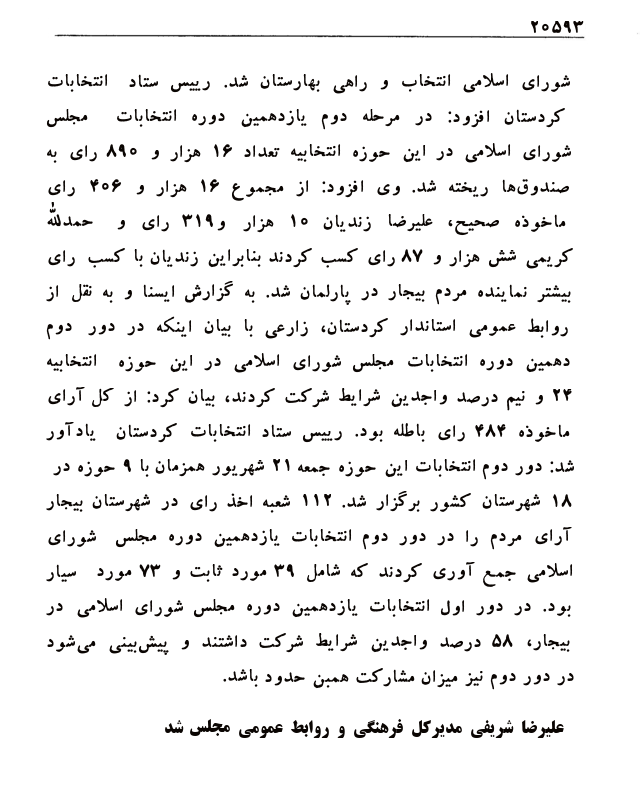 ۲۰۵۹۳
شورای اسلامی انتخاب و راهی بهارستان شد. رییس ستاد انتخابات
کردستان افزود: در مرحله دوم یازدهمین دوره انتخابات مجلس
شورای اسلامی در این حوزه انتخابیه تعداد ۱۶ هزار و ۸۹۰ رای به
صندوق‌ها ریخته شد. وی افزود: از مجموع ۱۶ هزار و ۴۰۶ رای
ماخوذه صحیح، علیرضا زندیان ۱۰ هزار و۳۱۹ رای و حمدلله
کریمی شش هزار و ۸۷ رای کسب کردند بنابراین زندیان با کسب رای
بیشتر نماینده مردم بیجار در پارلمان شد. به گزارش ایسنا و به نقل از
روابط عمومی استاندار کردستان، زارعی با بیان اینکه در دور دوم
دهمین دوره انتخابات مجلس شورای اسلامی در این حوزه انتخابیه
۲۴ و نیم درصد واجدین شرایط شرکت کردند، بیان کرد: از کل آرای
ماخوذه ۴۸۴ رای باطله بود. رییس ستاد انتخابات کردستان یادآور
شد: دور دوم انتخابات این حوزه جمعه ۲۱ شهریور همزمان با ۹ حوزه در
۱۸ شهرستان کشور برگزار شد. ۱۱۲ شعبه اخذ رای در شهرستان بیجار
آرای مردم را در دور دوم انتخابات یازدهمین دوره مجلس شورای
اسلامی جمع آوری کردند که شامل ۳۹ مورد ثابت و ۷۳ مورد سیار
بود. در دور اول انتخابات یازدهمین دوره مجلس شورای اسلامی در
بیجار، ۵۸ درصد واجدین شرایط شرکت داشتند و پیش‌بینی می‌شود
در دور دوم نیز میزان مشارکت همبن حدود باشد.
علیرضا شریفی مدیرکل فرهنگی و روابط عمومی مجلس شد